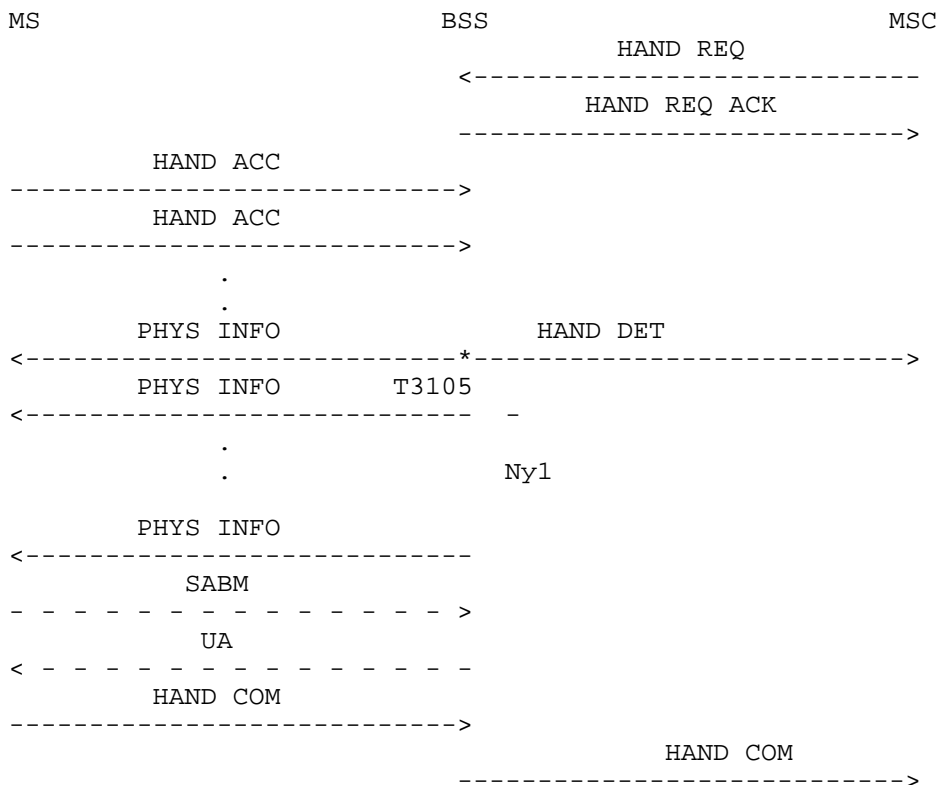 MS BSS MSC
HAND REQ
<----------------------------
HAND REQ ACK
---------------------------->
HAND ACC
---------------------------->
HAND ACC
---------------------------->
.
.
PHYS INFO HAND DET
<---------------------------*--------------------------->
PHYS INFO T3105
<---------------------------- -
.
. Ny1
PHYS INFO
<----------------------------
SABM
- - - - - - - - - - - - - - >
UA
< - - - - - - - - - - - - - -
HAND COM
---------------------------->
HAND COM
---------------------------->